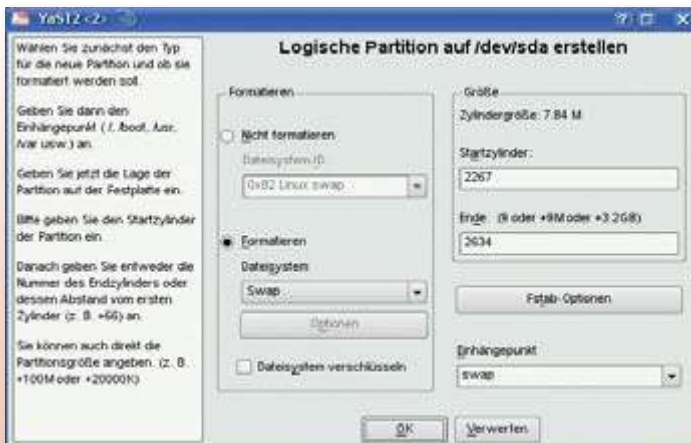 YaST2 <2>
Wählen Sie zunächst den Typ
für die neue Partition und ob sie
formatiert werden soll.
Geben Sie dann den
Einhängepunkt ( /, /boot, /usr,
/var usw.) an.
Geben Sie jetzt die Lage der
Partition auf der Festplatte ein.
Bitte geben Sie den Startzylinder
der Partition ein.
Danach geben Sie entweder die
Nummer des Endzylinders oder
dessen Abstand vom ersten
Zylinder (z. B. +66) an.
Sie können auch direkt die
Partitionsgröße angeben. (z. B.
+100M oder +20000K)
Logische Partition auf /dev/sda erstellen
Formatieren
Nicht formatieren
Dateisystem-ID:
0x82 Linux swap
Formatieren
Dateisystem
Swap
Optionen
Dateisystem verschlüsseln
Größe
Zylindergröße: 7.84 M
Startzylinder:
2267
Ende: (9 oder +9M oder +3.2GB)
2634
Fstab-Optionen
Einhängepunkt
swap
OK
Verwerfen